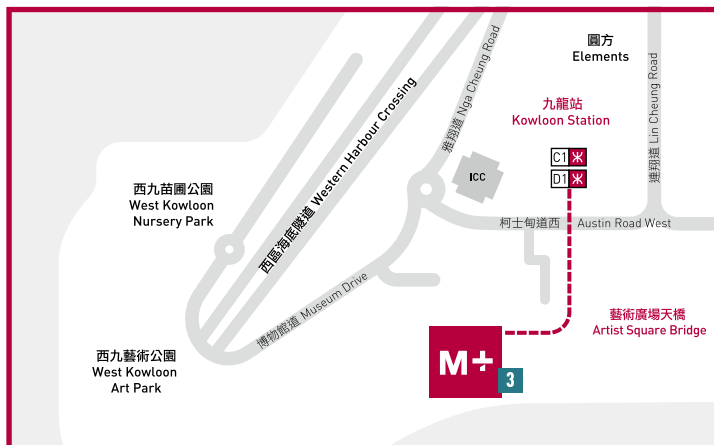 圓方
Elements
九龍站
Kowloon Station
C1
D1
雅翔道 Nga Cheung Road
連翔道 Lin Cheung Road
西區海底隧道 Western Harbour Crossing
ICC
西九苗圃公園
West Kowloon
Nursery Park
柯士甸道西 Austin Road West
博物館道 Museum Drive
藝術廣場天橋
Artist Square Bridge
西九藝術公園
West Kowloon
Art Park
M+
3